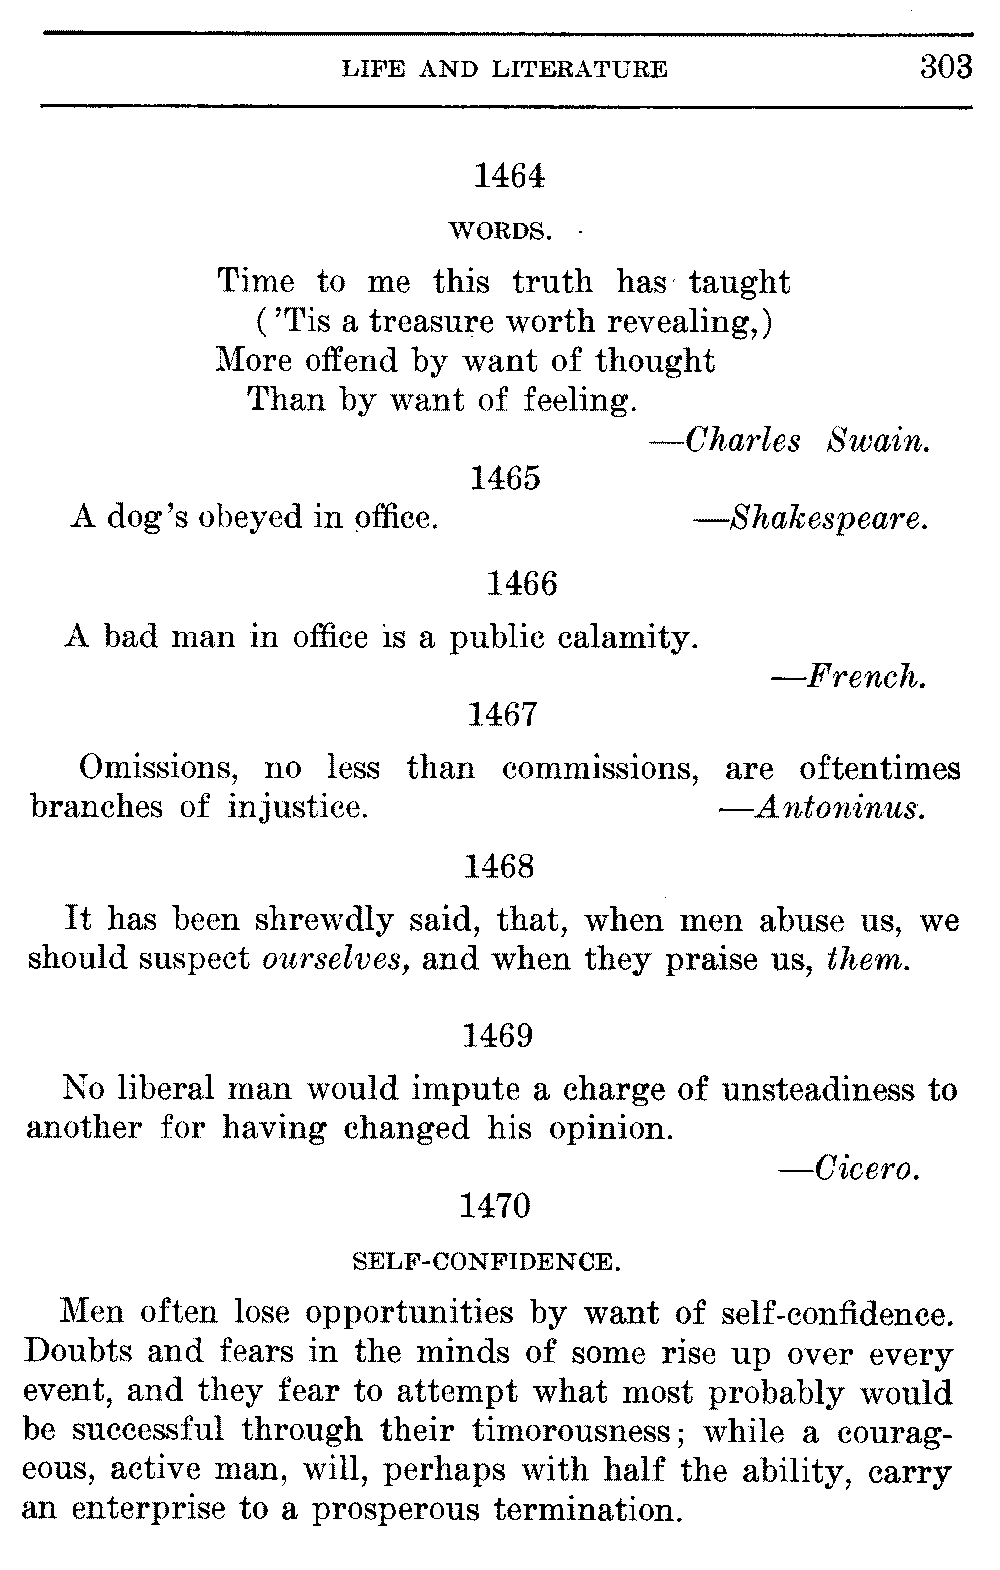 LIFE AND LITERATURE 303
1464
WORDS.
Time to me this truth has taught
('Tis a treasure worth revealing,)
More offend by want of thought
Than by want of feeling.
—Charles Swain.
1465
A dog's obeyed in office. —Shakespeare.
1466
A bad man in office is a public calamity.
—French.
1467
Omissions, no less than commissions, are oftentimes
branches of injustice. —Antoninus.
1468
It has been shrewdly said, that, when men abuse us, we
should suspect ourselves, and when they praise us, them.
1469
No liberal man would impute a charge of unsteadiness to
another for having changed his opinion.
—Cicero.
1470
SELF-CONFIDENCE.
Men often lose opportunities by want of self-confidence.
Doubts and fears in the minds of some rise up over every
event, and they fear to attempt what most probably would
be successful through their timorousness; while a courag-
eous, active man, will, perhaps with half the ability, carry
an enterprise to a prosperous termination.